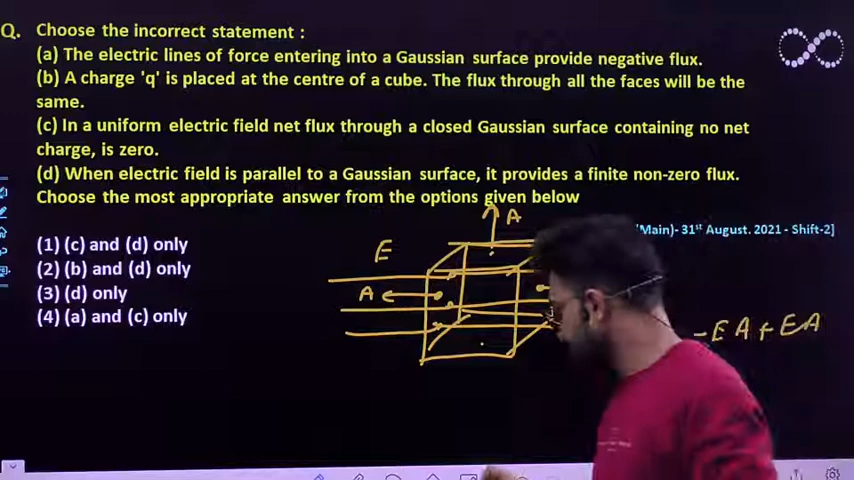 Q. Choose the incorrect statement :
(a) The electric lines of force entering into a Gaussian surface provide negative flux.
(b) A charge 'q' is placed at the centre of a cube. The flux through all the faces will be the
same.
(c) In a uniform electric field net flux through a closed Gaussian surface containing no net
charge, is zero.
(d) When electric field is parallel to a Gaussian surface, it provides a finite non-zero flux.
Choose the most appropriate answer from the options given below
A
(Main)- 31st August. 2021 - Shift-2]
(1) (c) and (d) only
E
(2) (b) and (d) only
(3) (d) only
A
(4) (a) and (c) only
-EA+EA